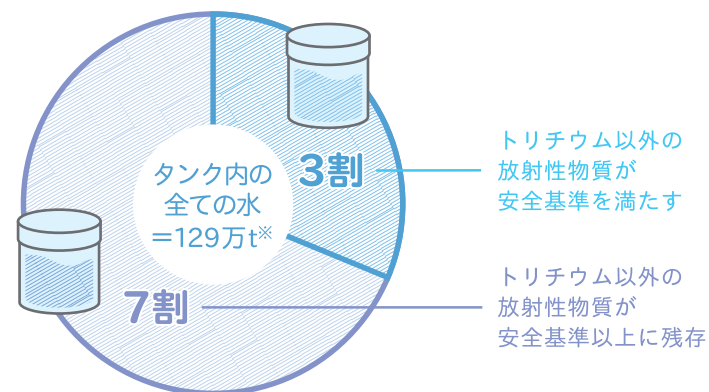 タンク内の
全ての水
＝129万t※
3割
トリチウム以外の
放射性物質が
安全基準を満たす
7割
トリチウム以外の
放射性物質が
安全基準以上に残存